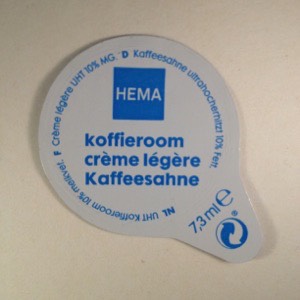 HEMA
koffieroom
crème légère
Kaffeesahne
NL UHT Koffieroom 10% melkvet. F Crème légère UHT 10% MG. D Kaffeesahne ultrahocherhitzt 10% Fett.
7,3 ml e